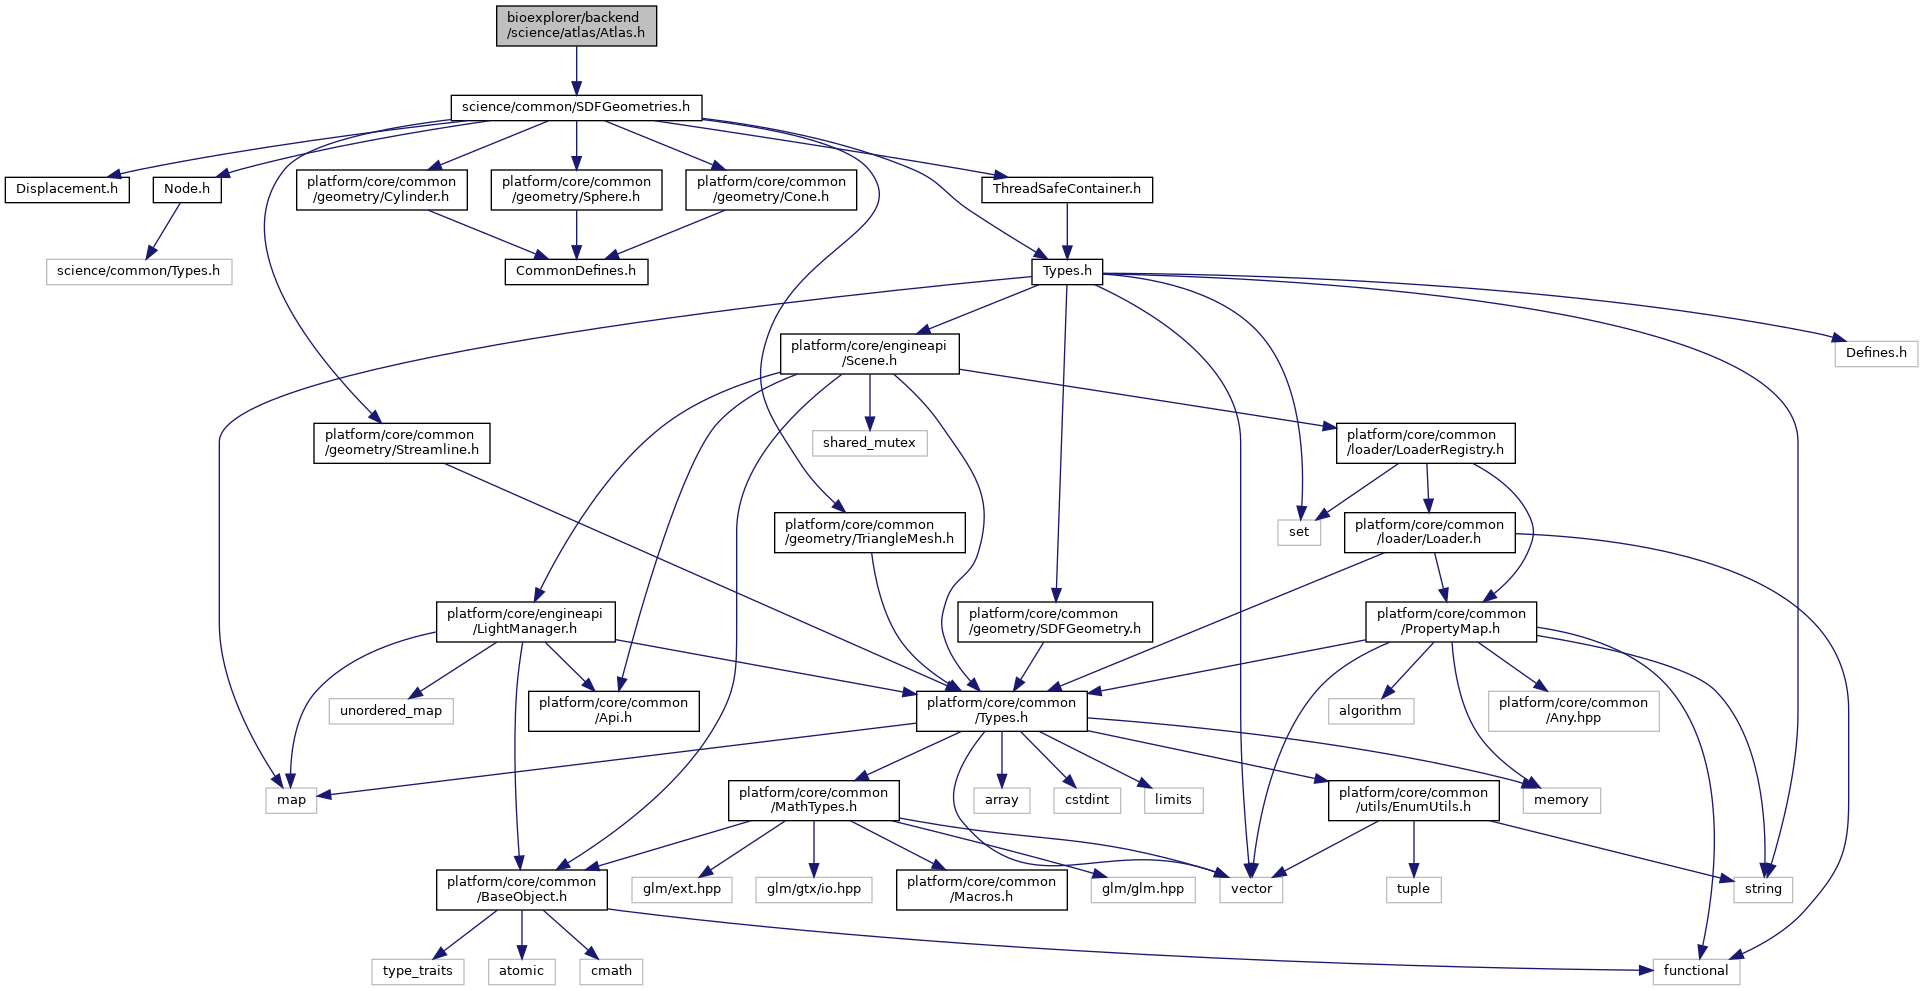 bioexplorer/backend
/science/atlas/Atlas.h
science/common/SDFGeometries.h
Displacement.h
Node.h
platform/core/common
/geometry/Cylinder.h
platform/core/common
/geometry/Sphere.h
platform/core/common
/geometry/Cone.h
ThreadSafeContainer.h
science/common/Types.h
CommonDefines.h
Types.h
platform/core/engineapi
/Scene.h
Defines.h
platform/core/common
/geometry/Streamline.h
shared_mutex
platform/core/common
/loader/LoaderRegistry.h
platform/core/common
/geometry/TriangleMesh.h
set
platform/core/common
/loader/Loader.h
platform/core/engineapi
/LightManager.h
platform/core/common
/geometry/SDFGeometry.h
platform/core/common
/PropertyMap.h
unordered_map
platform/core/common
/Api.h
platform/core/common
/Types.h
algorithm
platform/core/common
/Any.hpp
map
platform/core/common
/MathTypes.h
array
cstdint
limits
platform/core/common
/utils/EnumUtils.h
memory
platform/core/common
/BaseObject.h
glm/ext.hpp
glm/gtx/io.hpp
platform/core/common
/Macros.h
glm/glm.hpp
vector
tuple
string
type_traits
atomic
cmath
functional